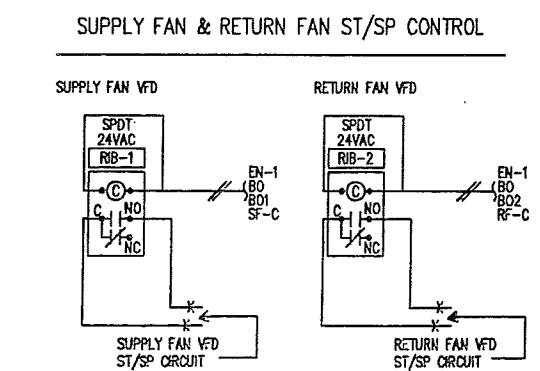 SUPPLY FAN & RETURN FAN ST/SP CONTROL
SUPPLY FAN VFD
SPDT
24VAC
RIB-1
C
C
NO
NC
EN-1
BO
BO1
SF-C
SUPPLY FAN VFD
ST/SP CIRCUIT
RETURN FAN VFD
SPDT
24VAC
RIB-2
C
C
NO
NC
EN-1
BO
BO2
RF-C
RETURN FAN VFD
ST/SP CIRCUIT